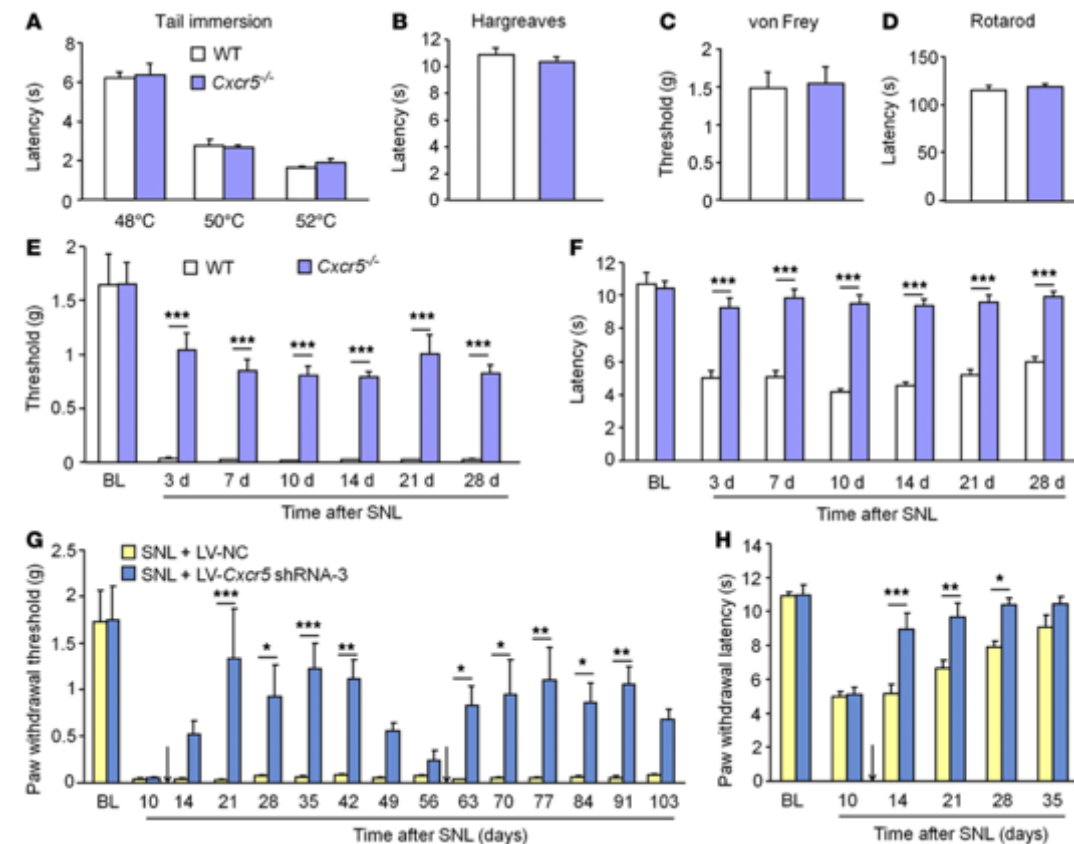 A Tail immersion
WT
Cxcr5-/-
Latency (s)
8
6
4
2
0
48°C 50°C 52°C
B Hargreaves
Latency (s)
12
10
8
6
4
2
0
C von Frey
Threshold (g)
2
1.5
1
0.5
0
D Rotarod
Latency (s)
150
100
50
0
E
WT Cxcr5-/-
Threshold (g)
2
1.5
1
0.5
0
*** *** *** *** *** ***
BL 3 d 7 d 10 d 14 d 21 d 28 d
Time after SNL
F
Latency (s)
12
10
8
6
4
2
0
*** *** *** *** *** ***
BL 3 d 7 d 10 d 14 d 21 d 28 d
Time after SNL
G
SNL + LV-NC
SNL + LV-Cxcr5 shRNA-3
Paw withdrawal threshold (g)
2.5
2
1.5
1
0.5
0
*** * *** ** * * ** * **
BL 10 14 21 28 35 42 49 56 63 70 77 84 91 103
Time after SNL (days)
H
Paw withdrawal latency (s)
14
12
10
8
6
4
2
0
*** ** *
BL 10 14 21 28 35
Time after SNL (days)